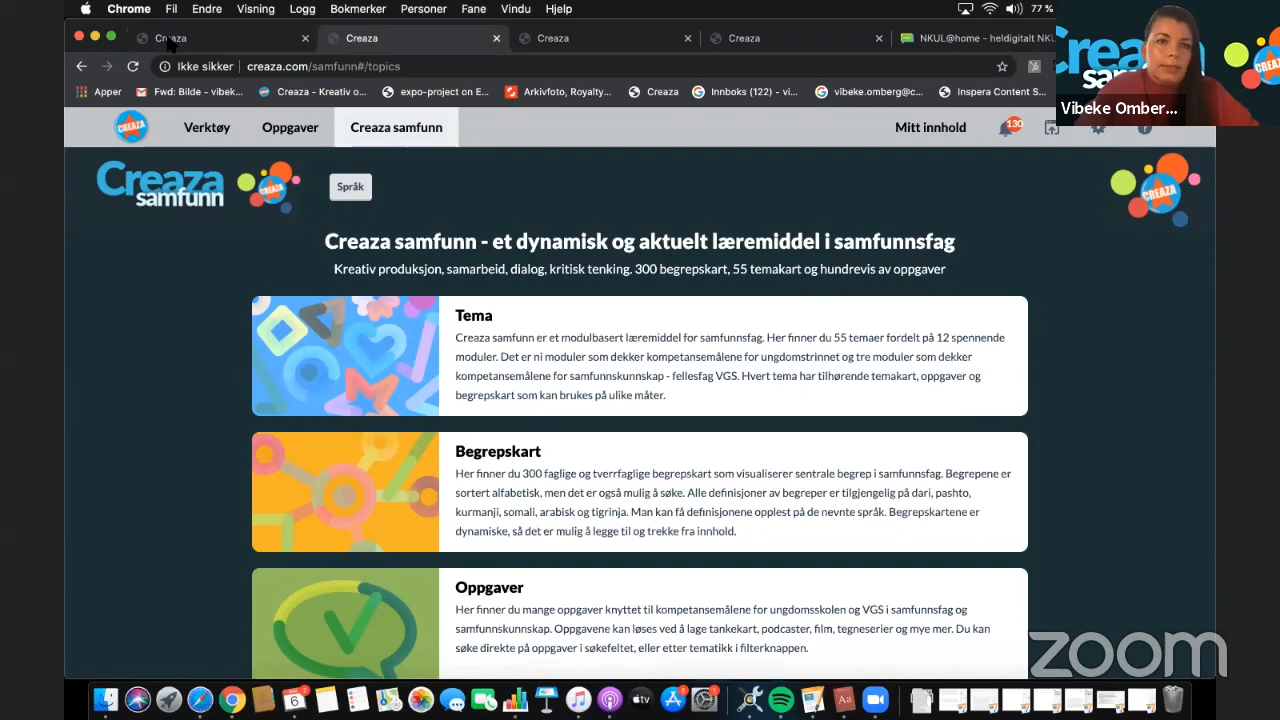 Chrome Fil Endre Visning Logg Bokmerker Personer Fane Vindu Hjelp 77 %
Creaza Creaza Creaza Creaza NKUL@home - heldigitalt NKU
Ikke sikker creaza.com/samfunn#/topics
Apper Fwd: Bilde - vibek... Creaza - Kreativ o... expo-project on E... Arkivfoto, Royalty... Creaza Innboks (122) - vi... vibeke.omberg@c... Inspera Content S...
Vibeke Omber...
CREAZA Verktøy Oppgaver Creaza samfunn Mitt innhold 130
Creaza samfunn CREAZA Språk CREAZA
Creaza samfunn - et dynamisk og aktuelt læremiddel i samfunnsfag
Kreativ produksjon, samarbeid, dialog, kritisk tenking. 300 begrepskart, 55 temakart og hundrevis av oppgaver
Tema
Creaza samfunn er et modulbasert læremiddel for samfunnsfag. Her finner du 55 temaer fordelt på 12 spennende
moduler. Det er ni moduler som dekker kompetansemålene for ungdomstrinnet og tre moduler som dekker
kompetansemålene for samfunnskunnskap - fellesfag VGS. Hvert tema har tilhørende temakart, oppgaver og
begrepskart som kan brukes på ulike måter.
Begrepskart
Her finner du 300 faglige og tverrfaglige begrepskart som visualiserer sentrale begrep i samfunnsfag. Begrepene er
sortert alfabetisk, men det er også mulig å søke. Alle definisjoner av begreper er tilgjengelig på dari, pashto,
kurmanji, somali, arabisk og tigrinja. Man kan få definisjonene opplest på de nevnte språk. Begrepskartene er
dynamiske, så det er mulig å legge til og trekke fra innhold.
Oppgaver
Her finner du mange oppgaver knyttet til kompetansemålene for ungdomsskolen og VGS i samfunnsfag og
samfunnskunnskap. Oppgavene kan løses ved å lage tankekart, podcaster, film, tegneserier og mye mer. Du kan
søke direkte på oppgaver i søkefeltet, eller etter tematikk i filterknappen.
zoom